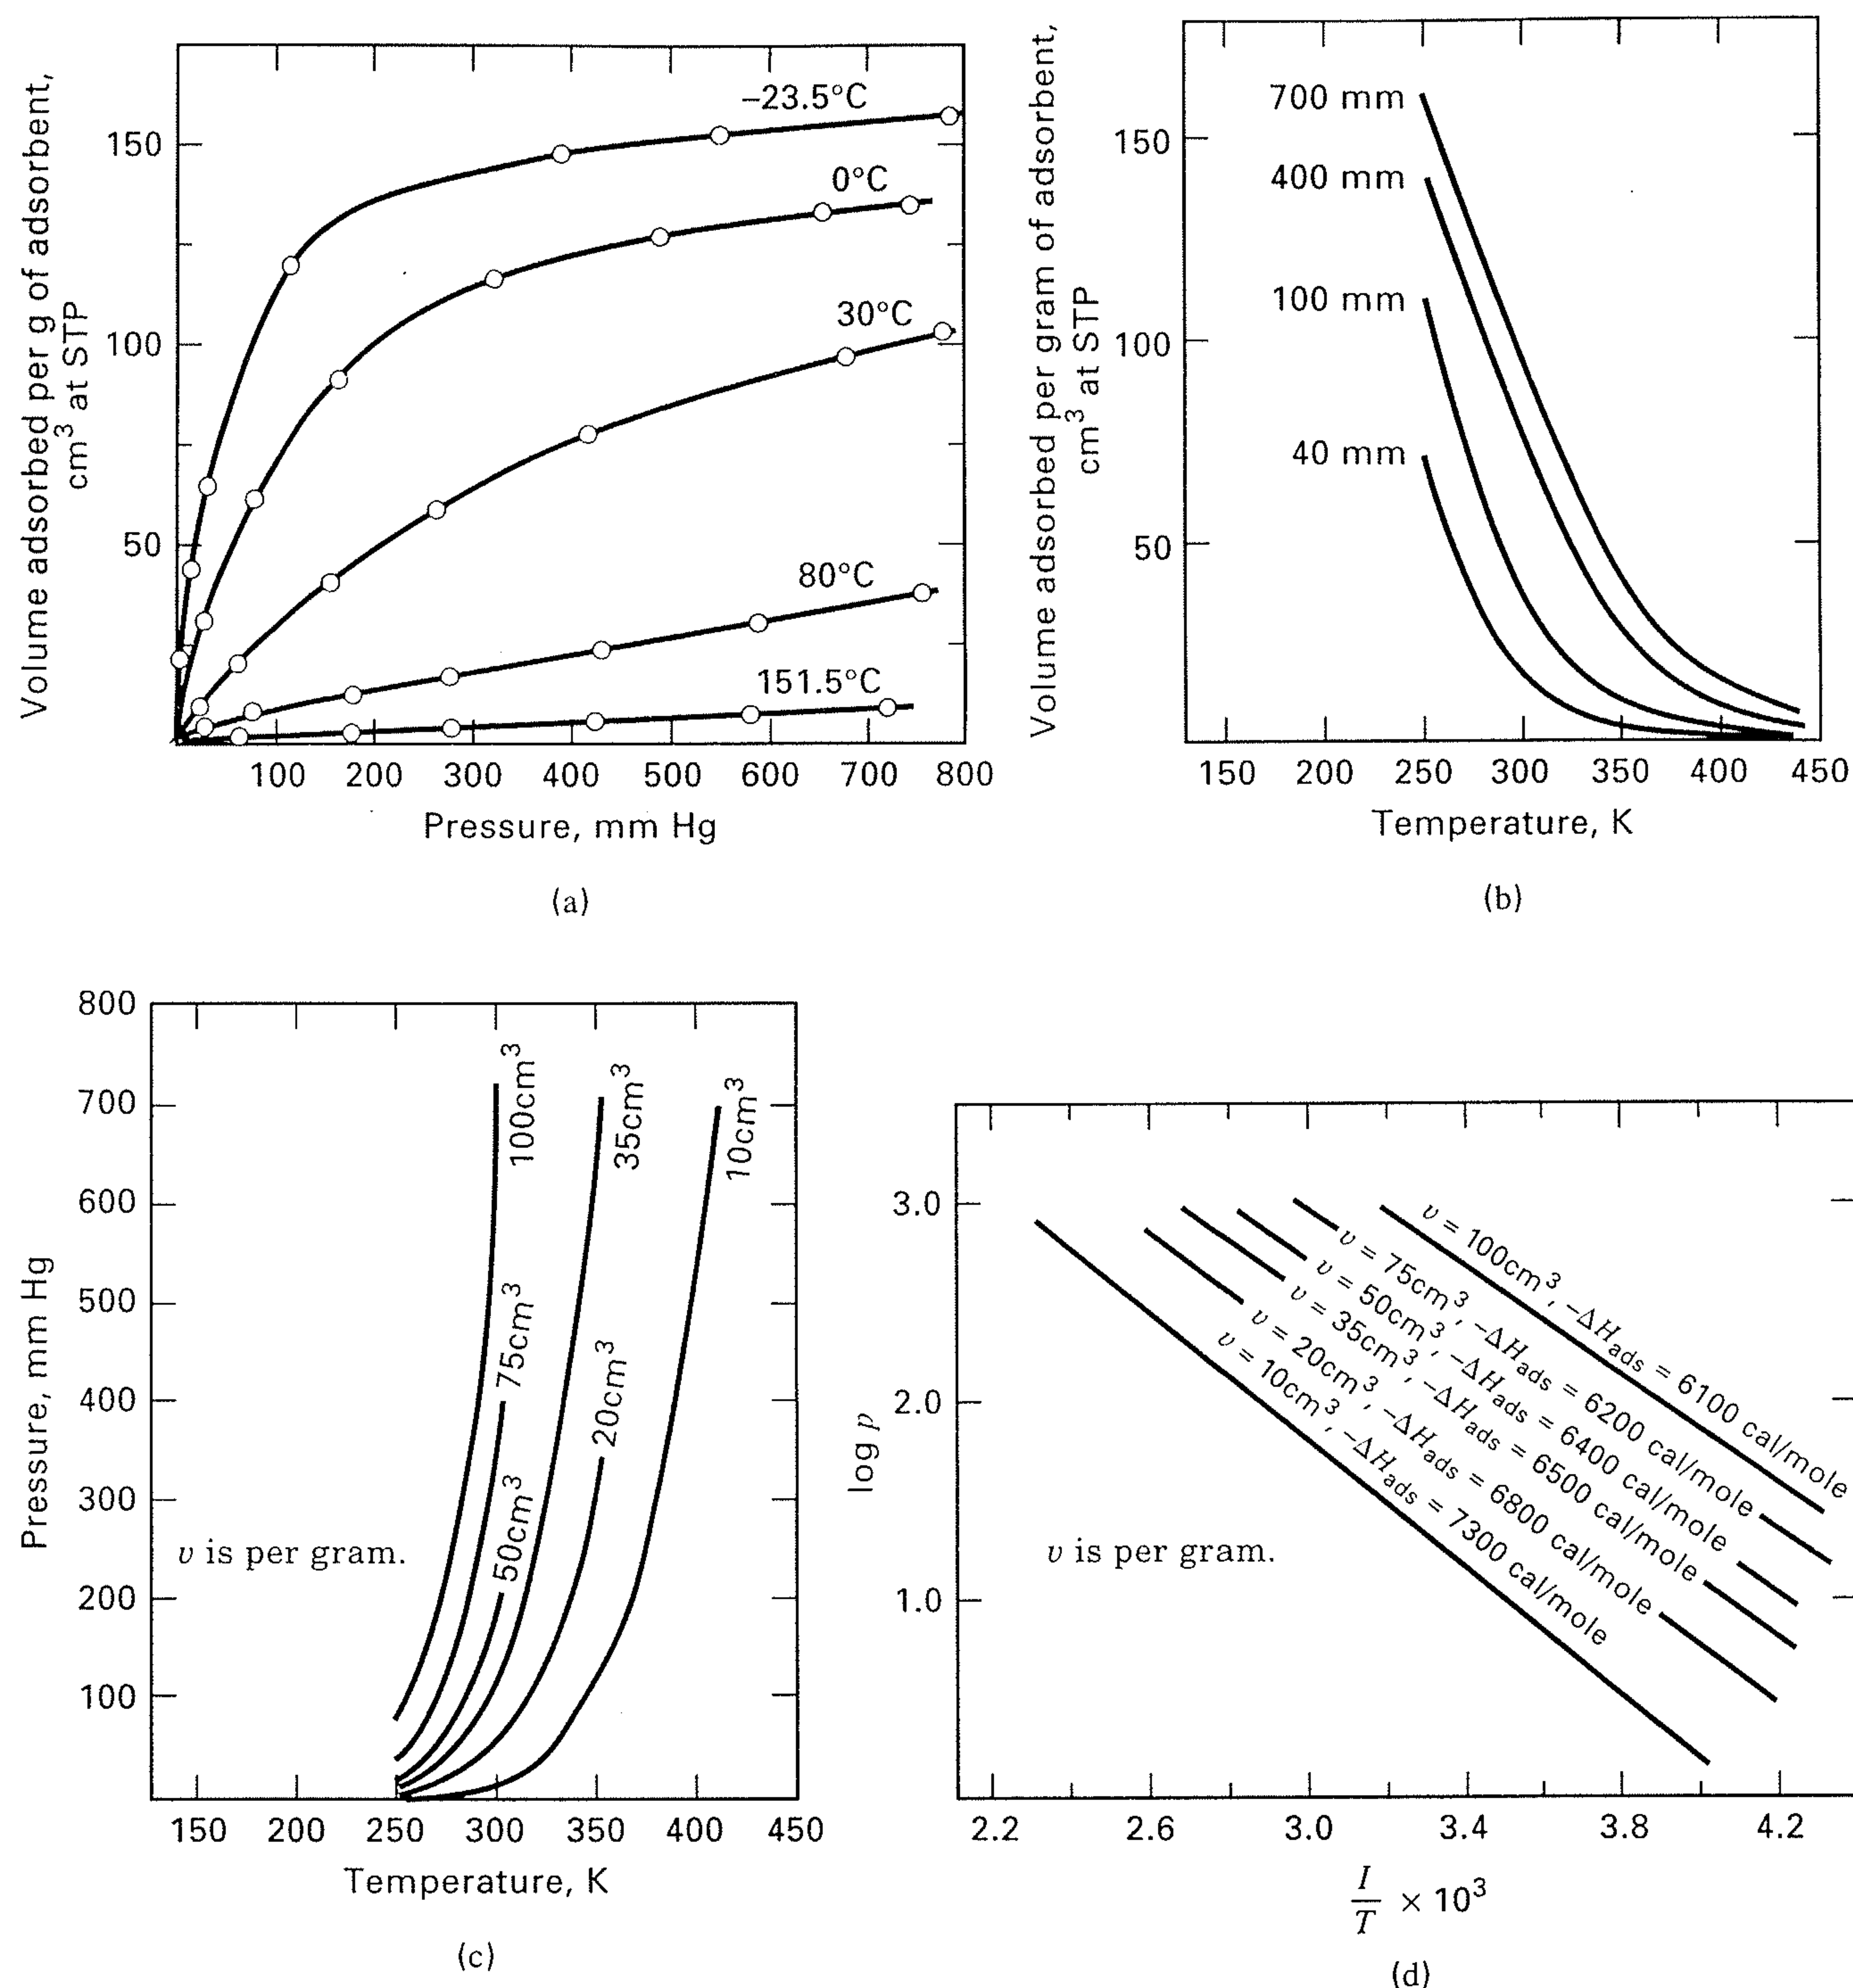 Volume adsorbed per g of adsorbent,
cm³ at STP
150
100
50
−23.5°C
0°C
30°C
80°C
151.5°C
100 200 300 400 500 600 700 800
Pressure, mm Hg
(a)
Volume adsorbed per gram of adsorbent,
cm³ at STP
150
100
50
700 mm
400 mm
100 mm
40 mm
150 200 250 300 350 400 450
Temperature, K
(b)
Pressure, mm Hg
800
700
600
500
400
300
200
100
100cm³
75cm³
50cm³
35cm³
20cm³
10cm³
v is per gram.
150 200 250 300 350 400 450
Temperature, K
(c)
log p
3.0
2.0
1.0
v = 100cm³, −ΔH_ads = 6100 cal/mole
v = 75cm³, −ΔH_ads = 6200 cal/mole
v = 50cm³, −ΔH_ads = 6400 cal/mole
v = 35cm³, −ΔH_ads = 6500 cal/mole
v = 20cm³, −ΔH_ads = 6800 cal/mole
v = 10cm³, −ΔH_ads = 7300 cal/mole
v is per gram.
2.2 2.6 3.0 3.4 3.8 4.2
I/T × 10³
(d)